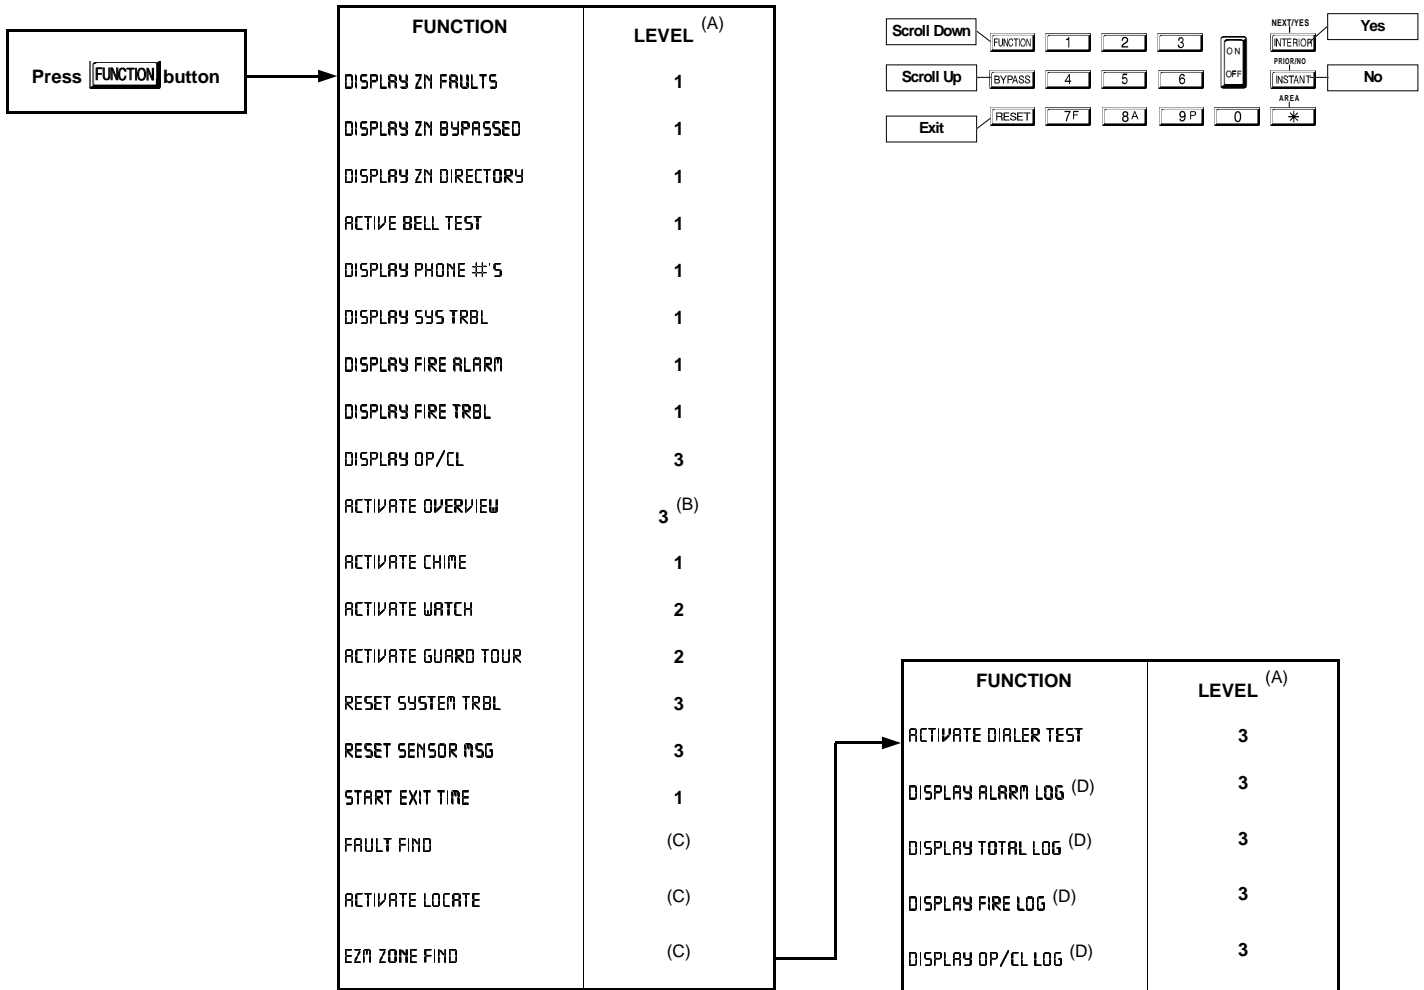 Press FUNCTION button
FUNCTION LEVEL (A)
DISPLAY ZN FAULTS 1
DISPLAY ZN BYPASSED 1
DISPLAY ZN DIRECTORY 1
ACTIVE BELL TEST 1
DISPLAY PHONE #'S 1
DISPLAY SYS TRBL 1
DISPLAY FIRE ALARM 1
DISPLAY FIRE TRBL 1
DISPLAY OP/CL 3
ACTIVATE OVERVIEW 3 (B)
ACTIVATE CHIME 1
ACTIVATE WATCH 2
ACTIVATE GUARD TOUR 2
RESET SYSTEM TRBL 3
RESET SENSOR MSG 3
START EXIT TIME 1
FAULT FIND (C)
ACTIVATE LOCATE (C)
EZM ZONE FIND (C)
NEXT/YES
Scroll Down FUNCTION 1 2 3 ON INTERIOR Yes
PRIOR/NO
Scroll Up BYPASS 4 5 6 OFF INSTANT No
AREA
Exit RESET 7F 8A 9P 0 *
FUNCTION LEVEL (A)
ACTIVATE DIALER TEST 3
DISPLAY ALARM LOG (D) 3
DISPLAY TOTAL LOG (D) 3
DISPLAY FIRE LOG (D) 3
DISPLAY OP/CL LOG (D) 3